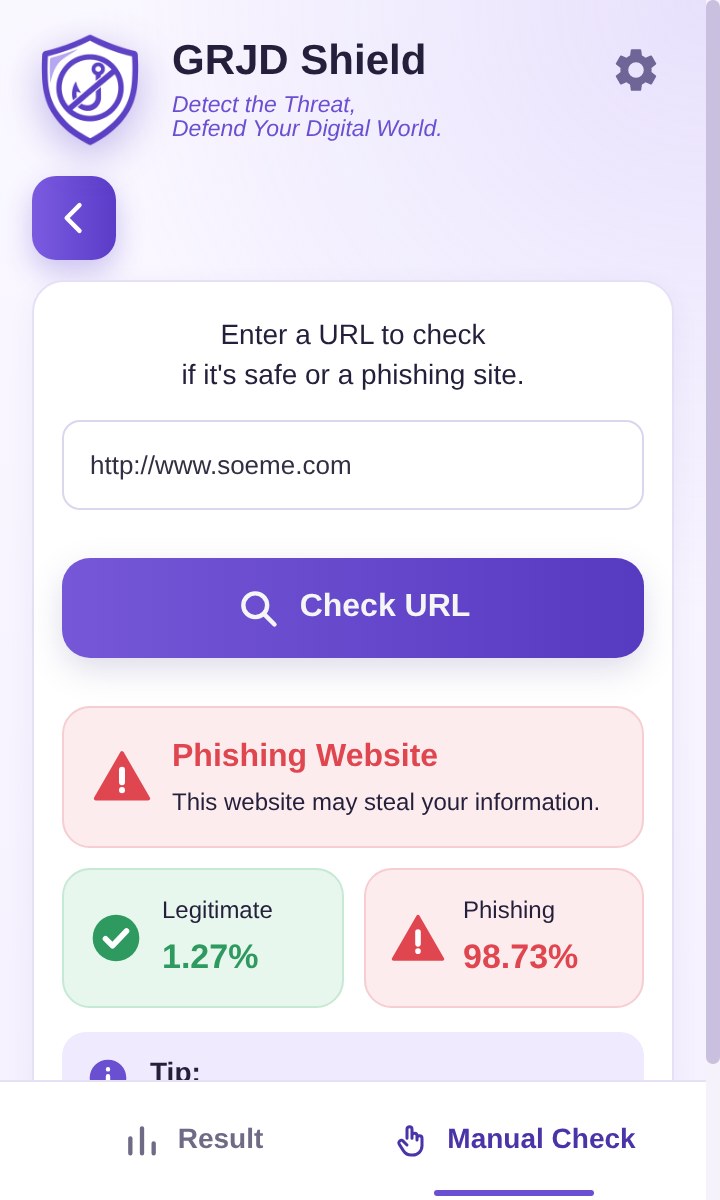 GRJD Shield
Detect the Threat,
Defend Your Digital World.
Enter a URL to check
if it's safe or a phishing site.
http://www.soeme.com
Check URL
Phishing Website
This website may steal your information.
Legitimate
1.27%
Phishing
98.73%
Tip:
Result
Manual Check